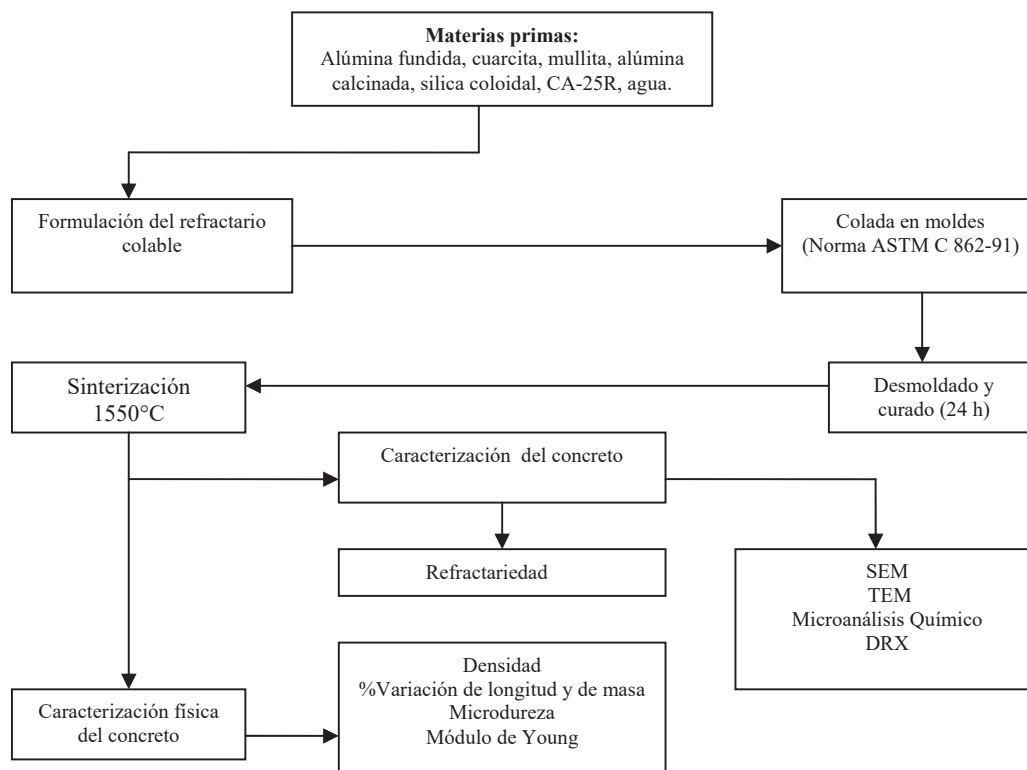 Materias primas:
Alúmina fundida, cuarcita, mullita, alúmina
calcinada, silica coloidal, CA-25R, agua.
Formulación del refractario
colable
Colada en moldes
(Norma ASTM C 862-91)
Desmoldado y
curado (24 h)
Sinterización
1550°C
Caracterización del concreto
Refractariedad
SEM
TEM
Microanálisis Químico
DRX
Caracterización física
del concreto
Densidad
%Variación de longitud y de masa
Microdureza
Módulo de Young